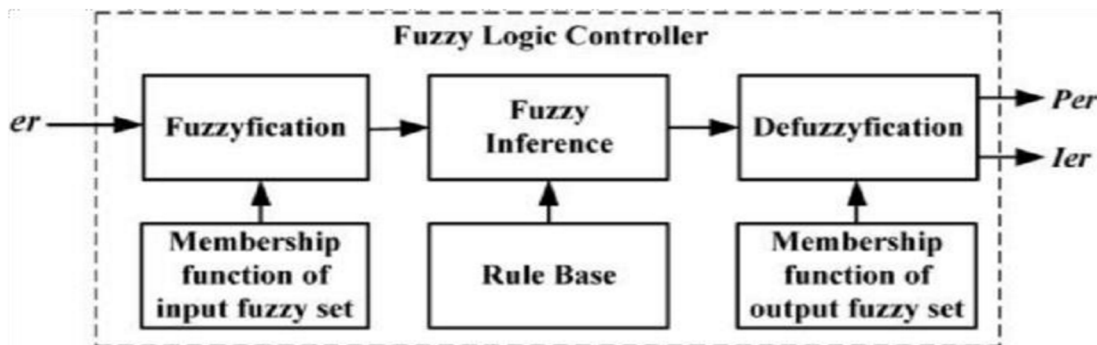 Fuzzy Logic Controller
er
Fuzzyfication
Fuzzy
Inference
Defuzzyfication
Per
Ier
Membership
function of
input fuzzy set
Rule Base
Membership
function of
output fuzzy set